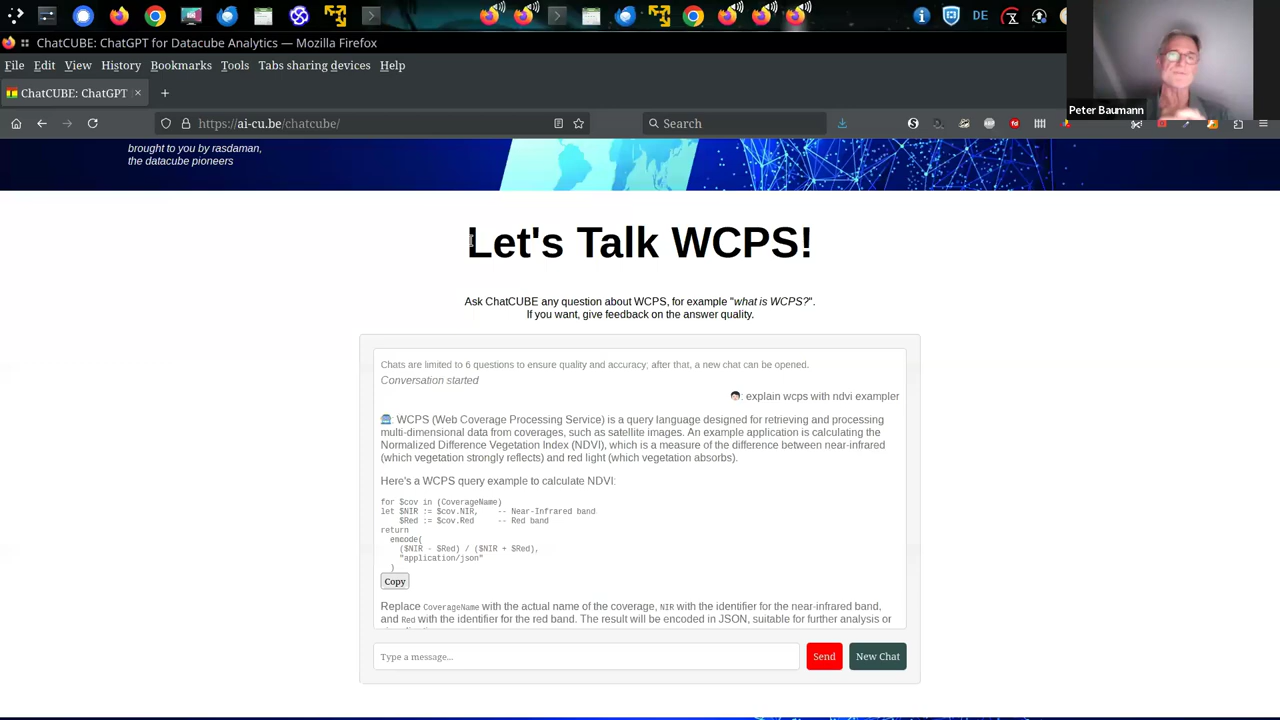 DE
ChatCUBE: ChatGPT for Datacube Analytics — Mozilla Firefox
File Edit View History Bookmarks Tools Tabs sharing devices Help
Peter Baumann
ChatCUBE: ChatGPT
https://ai-cu.be/chatcube/
Search
brought to you by rasdaman,
the datacube pioneers
Let's Talk WCPS!
Ask ChatCUBE any question about WCPS, for example "what is WCPS?".
If you want, give feedback on the answer quality.
Chats are limited to 6 questions to ensure quality and accuracy; after that, a new chat can be opened.
Conversation started
: explain wcps with ndvi exampler
: WCPS (Web Coverage Processing Service) is a query language designed for retrieving and processing
multi-dimensional data from coverages, such as satellite images. An example application is calculating the
Normalized Difference Vegetation Index (NDVI), which is a measure of the difference between near-infrared
(which vegetation strongly reflects) and red light (which vegetation absorbs).
Here's a WCPS query example to calculate NDVI:
for $cov in (CoverageName)
let $NIR := $cov.NIR, -- Near-Infrared band
$Red := $cov.Red -- Red band
return
encode(
($NIR - $Red) / ($NIR + $Red),
"application/json"
)
Copy
Replace CoverageName with the actual name of the coverage, NIR with the identifier for the near-infrared band,
and Red with the identifier for the red band. The result will be encoded in JSON, suitable for further analysis or
Type a message...
Send
New Chat